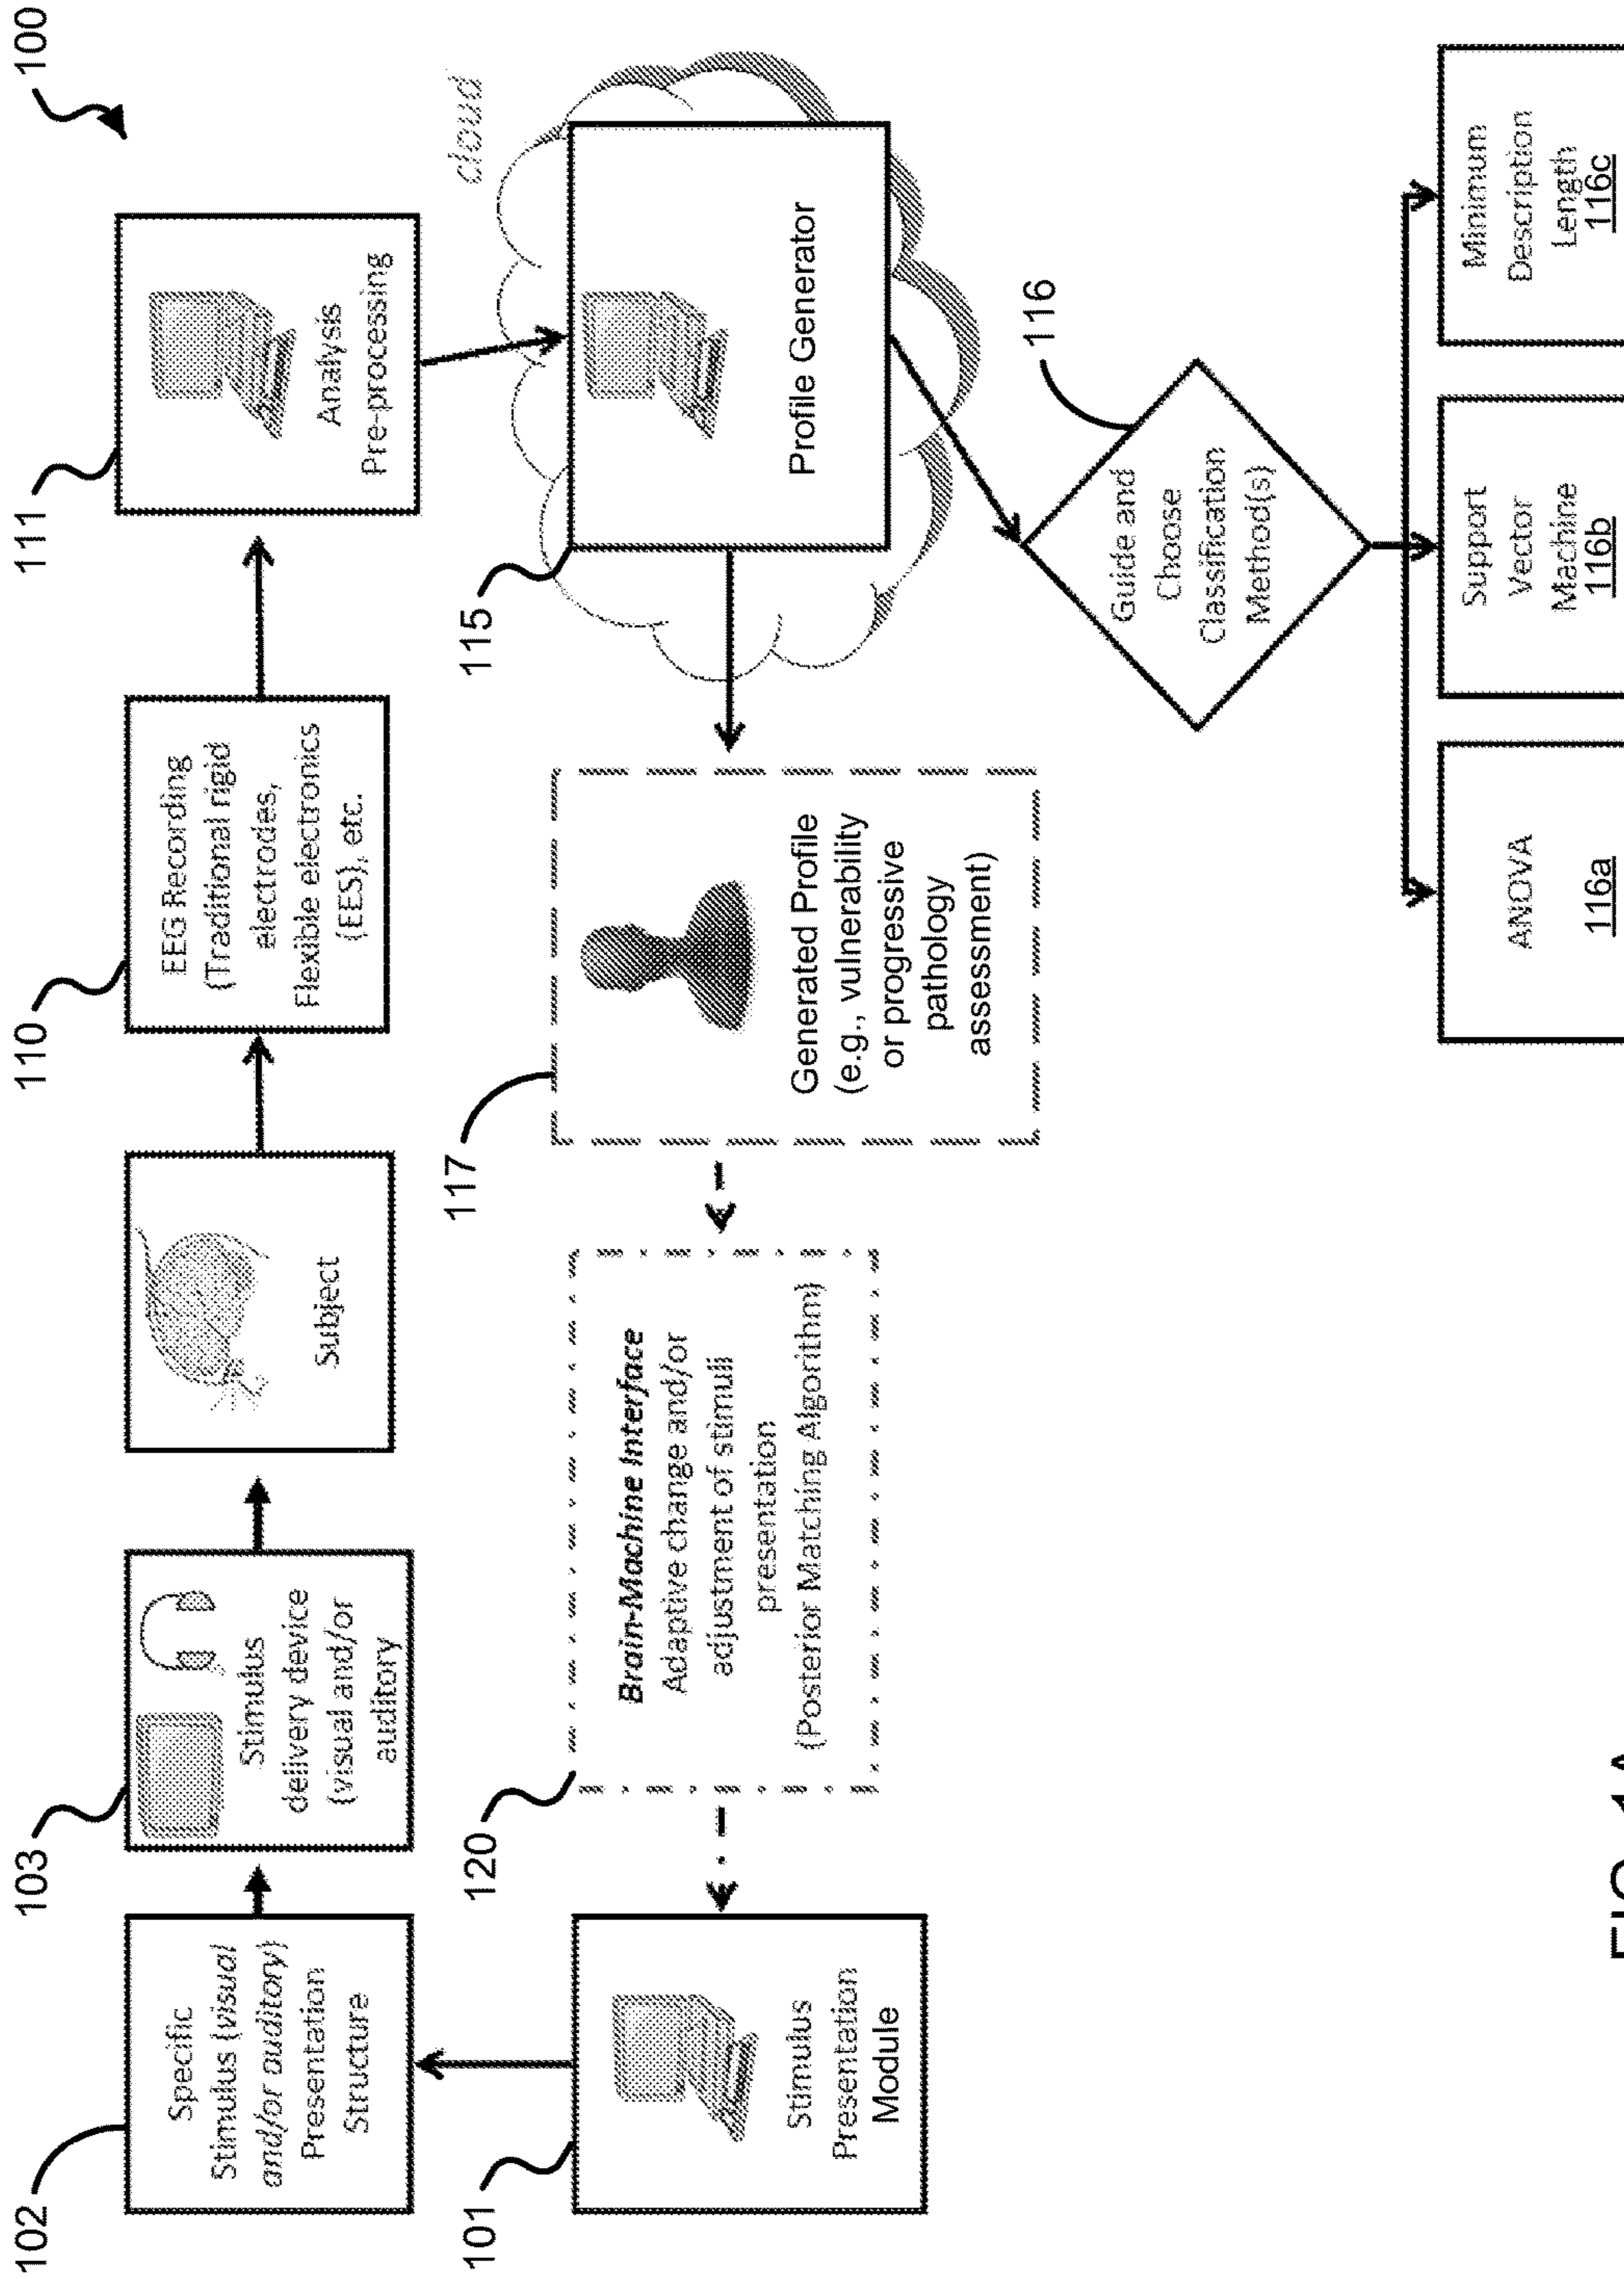 100
102
Specific
Stimulus (visual
and/or auditory)
Presentation
Structure
103
Stimulus
delivery device
(visual and/or
auditory
Subject
110
EEG Recording
(Traditional rigid
electrodes,
Flexible electronics
(EES), etc.
111
Analysis
Pre-processing
cloud
101
Stimulus
Presentation
Module
120
Brain-Machine Interface
Adaptive change and/or
adjustment of stimuli
presentation
(Posterior Matching Algorithm)
117
Generated Profile
(e.g., vulnerability
or progressive
pathology
assessment)
115
Profile Generator
116
Guide and
Choose
Classification
Method(s)
ANOVA
116a
Support
Vector
Machine
116b
Minimum
Description
Length
116c